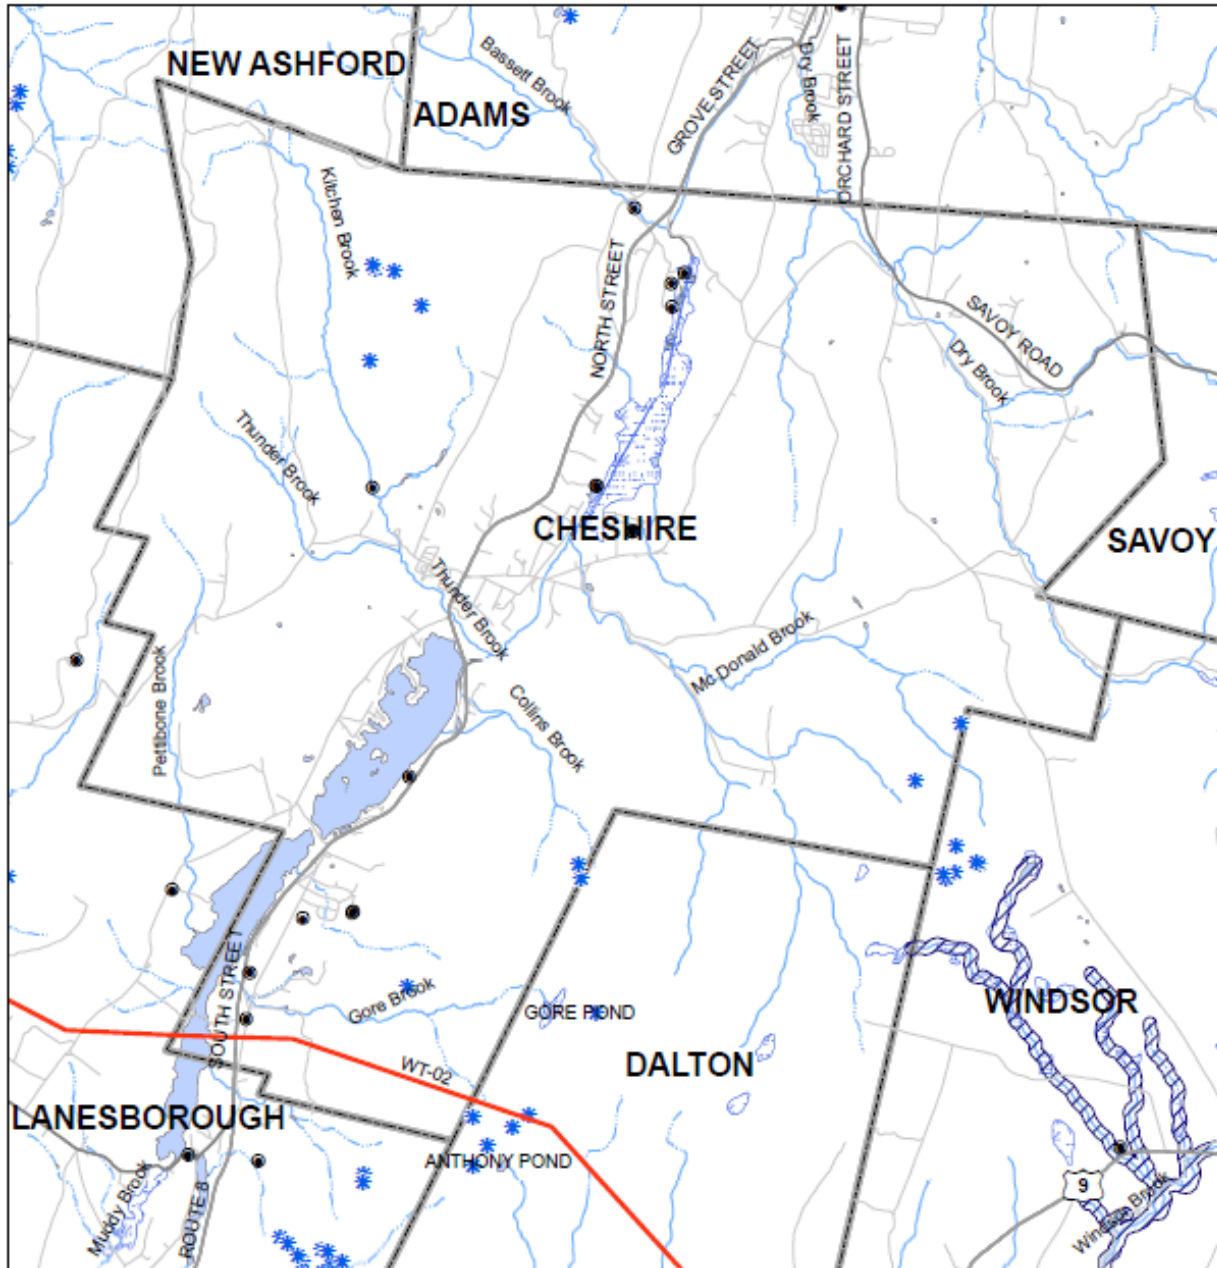 NEW ASHFORD
ADAMS
Bassett Brook
GROVE STREET
Dry Brook
ORCHARD STREET
Kitchen Brook
NORTH STREET
SAVOY ROAD
Dry Brook
Thunder Brook
CHESHIRE
SAVOY
Thunder Brook
Mc Donald Brook
Pettibone Brook
Collins Brook
SOUTH STREET
Gore Brook
GORE POND
WINDSOR
WT-02
DALTON
LANESBOROUGH
ANTHONY POND
9
Muddy Brook
ROUTE 8
Windsor Brook